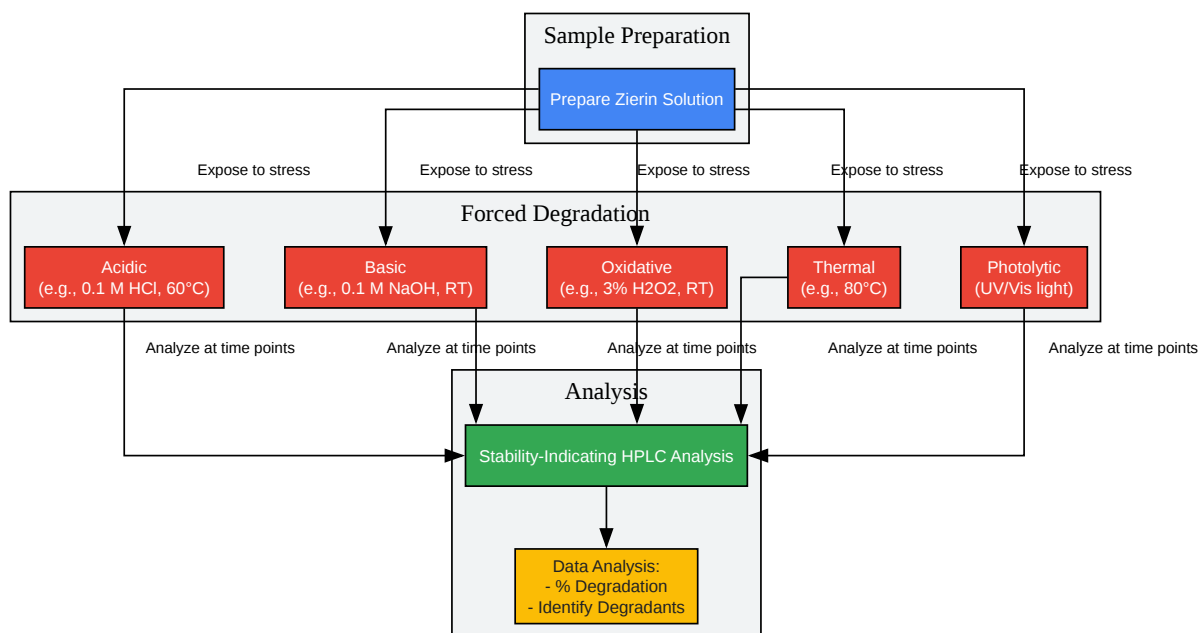 Sample Preparation
Prepare Zierin Solution
Expose to stress
Expose to stress
Expose to stress
Expose to stress
Expose to stress
Forced Degradation
Acidic
(e.g., 0.1 M HCl, 60°C)
Basic
(e.g., 0.1 M NaOH, RT)
Oxidative
(e.g., 3% H2O2, RT)
Thermal
(e.g., 80°C)
Photolytic
(UV/Vis light)
Analyze at time points
Analyze at time points
Analyze at time points
Analyze at time points
Analyze at time points
Analysis
Stability-Indicating HPLC Analysis
Data Analysis:
- % Degradation
- Identify Degradants